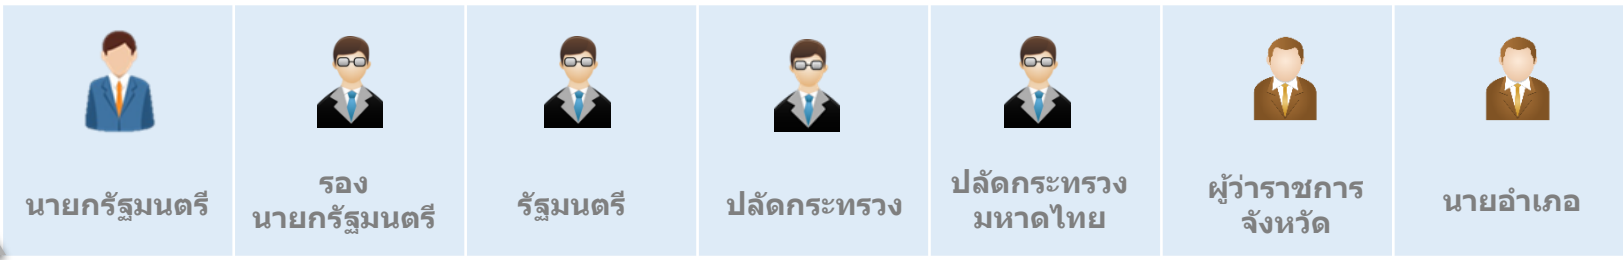 นายกรัฐมนตรี
รอง
นายกรัฐมนตรี
รัฐมนตรี
ปลัดกระทรวง
ปลัดกระทรวง
มหาดไทย
ผู้ว่าราชการ
จังหวัด
นายอำเภอ